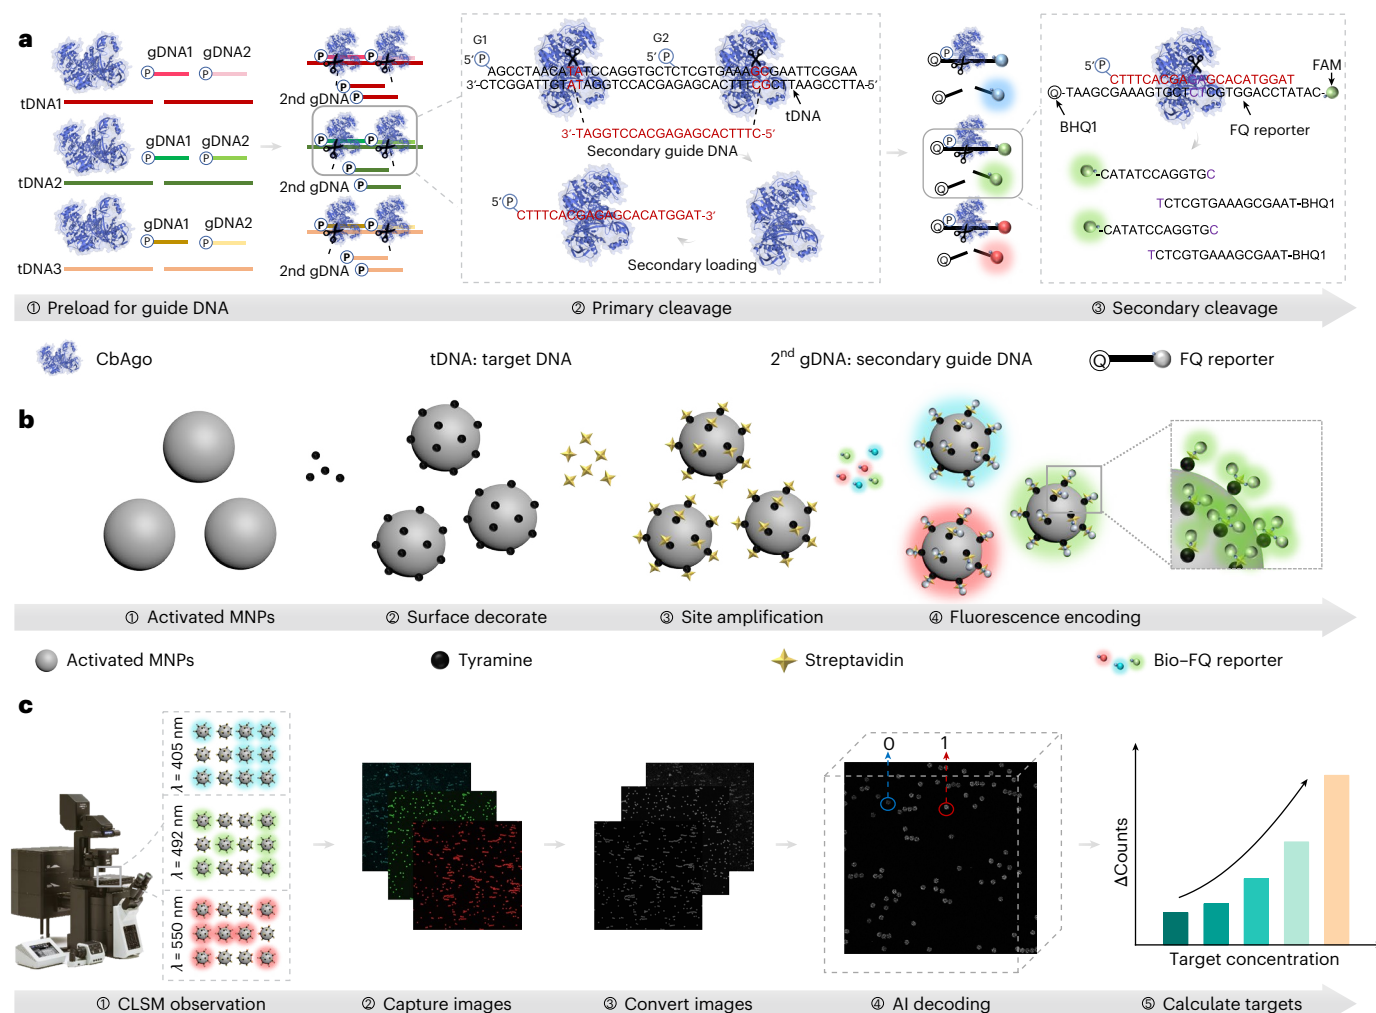 a
gDNA1 gDNA2
tDNA1
gDNA1 gDNA2
tDNA2
gDNA1 gDNA2
tDNA3
P P
2nd gDNA
2nd gDNA
2nd gDNA
G1 G2
5′ P 5′ P
AGCCTAACATATCCAGGTGCTCTCGTGAAAGCGAATTCGGAA
3′-CTCGGATTGTATAGGTCCACGAGAGCACTTTCGCTTAAGCCTTA-5′
tDNA
3′-TAGGTCCACGAGAGCACTTTC-5′
Secondary guide DNA
5′ P
CTTTCACGAGAGCACATGGAT-3′
Secondary loading
Q P
5′ P
CTTTCACGAGAGCACATGGAT
FAM
Q-TAAGCGAAAGTGCTCTCGTGGACCTATAC-
BHQ1
FQ reporter
-CATATCCAGGTGC
TCTCGTGAAAGCGAAT-BHQ1
-CATATCCAGGTGC
TCTCGTGAAAGCGAAT-BHQ1
① Preload for guide DNA
② Primary cleavage
③ Secondary cleavage
CbAgo
tDNA: target DNA
2nd gDNA: secondary guide DNA
Q FQ reporter
b
① Activated MNPs
② Surface decorate
③ Site amplification
④ Fluorescence encoding
Activated MNPs
Tyramine
Streptavidin
Bio–FQ reporter
c
λ = 405 nm
λ = 492 nm
λ = 550 nm
0 1
ΔCounts
Target concentration
① CLSM observation
② Capture images
③ Convert images
④ AI decoding
⑤ Calculate targets